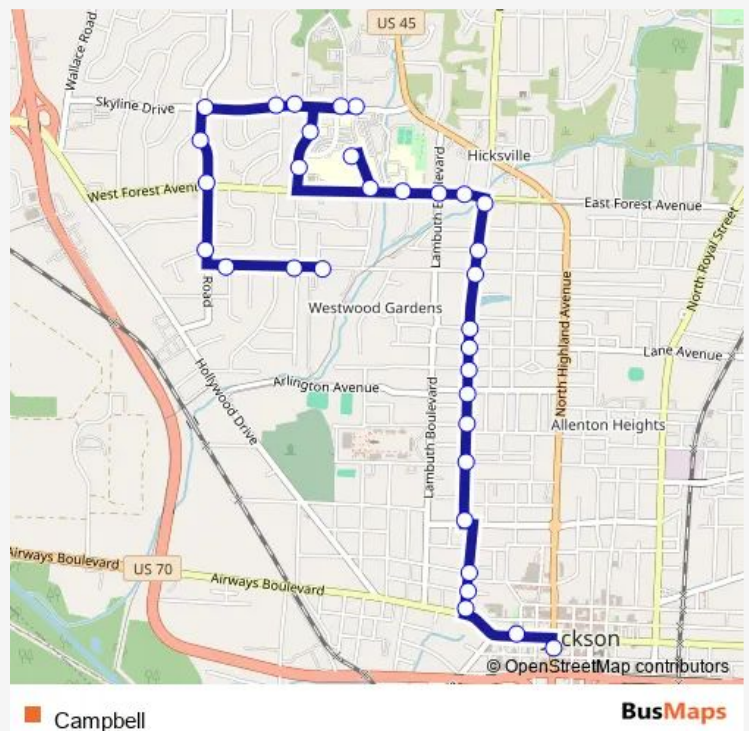 US 45
Wallace Road
Skyline Drive
Hicksville
Lambuth Boulevard
West Forest Avenue
East Forest Avenue
North Royal Street
Road
Westwood Gardens
North Highland Avenue
Lane Avenue
Hollywood Drive
Arlington Avenue
Lambuth Boulevard
Allenton Heights
Airways Boulevard
US 70
Airways Boulevard
ckson
© OpenStreetMap contributors
Campbell
BusMaps